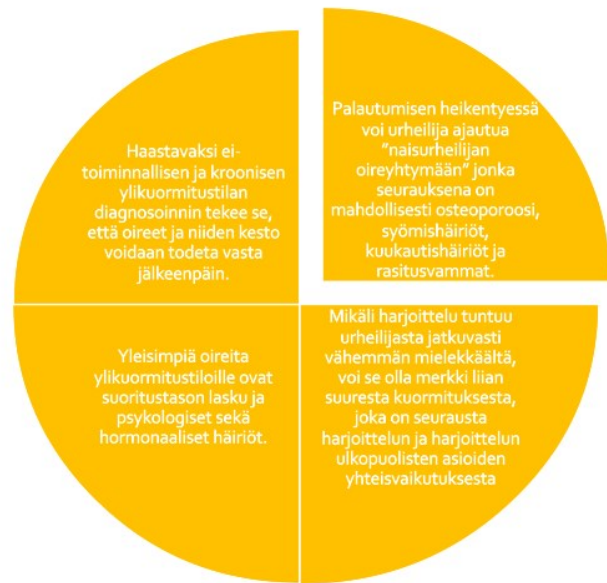 Haastavaksi ei-
toiminnallisen ja kroonisen
ylikuormitustilan
diagnosoinnin tekee se,
että oireet ja niiden kesto
voidaan todeta vasta
jälkeenpäin.
Palautumisen heikentyessä
voi urheilija ajautua
"naisurheilijan
oireyhtymään" jonka
seurauksena on
mahdollisesti osteoporoosi,
syömishäiriöt,
kuukautishäiriöt ja
rasitusvammat.
Yleisimpiä oireita
ylikuormitustiloille ovat
suoritustason lasku ja
psykologiset sekä
hormonaaliset häiriöt.
Mikäli harjoittelu tuntuu
urheilijasta jatkuvasti
vähemmän mielekkäältä,
voi se olla merkki liian
suuresta kuormituksesta,
joka on seurausta
harjoittelun ja harjoittelun
ulkopuolisten asioiden
yhteisvaikutuksesta